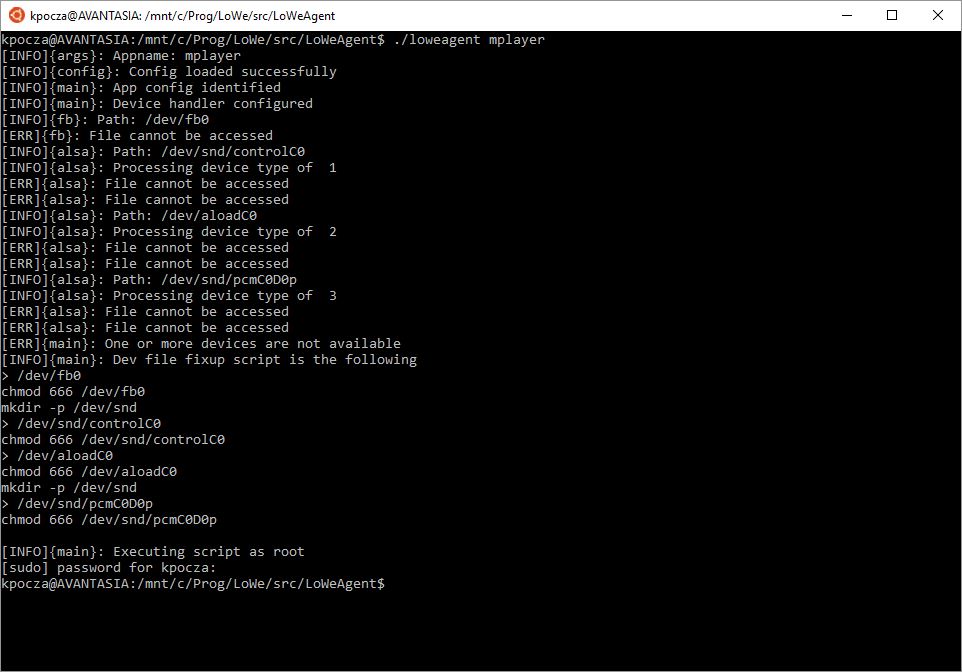 kpocza@AVANTASIA: /mnt/c/Prog/LoWe/src/LoWeAgent
kpocza@AVANTASIA:/mnt/c/Prog/LoWe/src/LoWeAgent$ ./loweagent mplayer
[INFO]{args}: Appname: mplayer
[INFO]{config}: Config loaded successfully
[INFO]{main}: App config identified
[INFO]{main}: Device handler configured
[INFO]{fb}: Path: /dev/fb0
[ERR]{fb}: File cannot be accessed
[INFO]{alsa}: Path: /dev/snd/controlC0
[INFO]{alsa}: Processing device type of  1
[ERR]{alsa}: File cannot be accessed
[ERR]{alsa}: File cannot be accessed
[INFO]{alsa}: Path: /dev/aloadC0
[INFO]{alsa}: Processing device type of  2
[ERR]{alsa}: File cannot be accessed
[ERR]{alsa}: File cannot be accessed
[INFO]{alsa}: Path: /dev/snd/pcmC0D0p
[INFO]{alsa}: Processing device type of  3
[ERR]{alsa}: File cannot be accessed
[ERR]{alsa}: File cannot be accessed
[ERR]{main}: One or more devices are not available
[INFO]{main}: Dev file fixup script is the following
> /dev/fb0
chmod 666 /dev/fb0
mkdir -p /dev/snd
> /dev/snd/controlC0
chmod 666 /dev/snd/controlC0
> /dev/aloadC0
chmod 666 /dev/aloadC0
mkdir -p /dev/snd
> /dev/snd/pcmC0D0p
chmod 666 /dev/snd/pcmC0D0p
[INFO]{main}: Executing script as root
[sudo] password for kpocza:
kpocza@AVANTASIA:/mnt/c/Prog/LoWe/src/LoWeAgent$